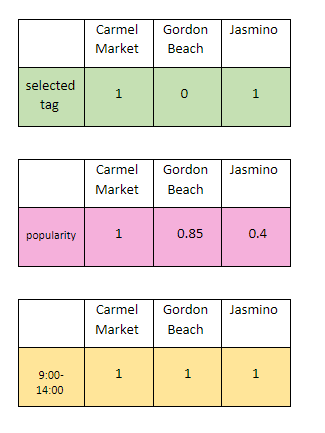 Carmel Market Gordon Beach Jasmino
selected tag 1 0 1
Carmel Market Gordon Beach Jasmino
popularity 1 0.85 0.4
Carmel Market Gordon Beach Jasmino
9:00-14:00 1 1 1